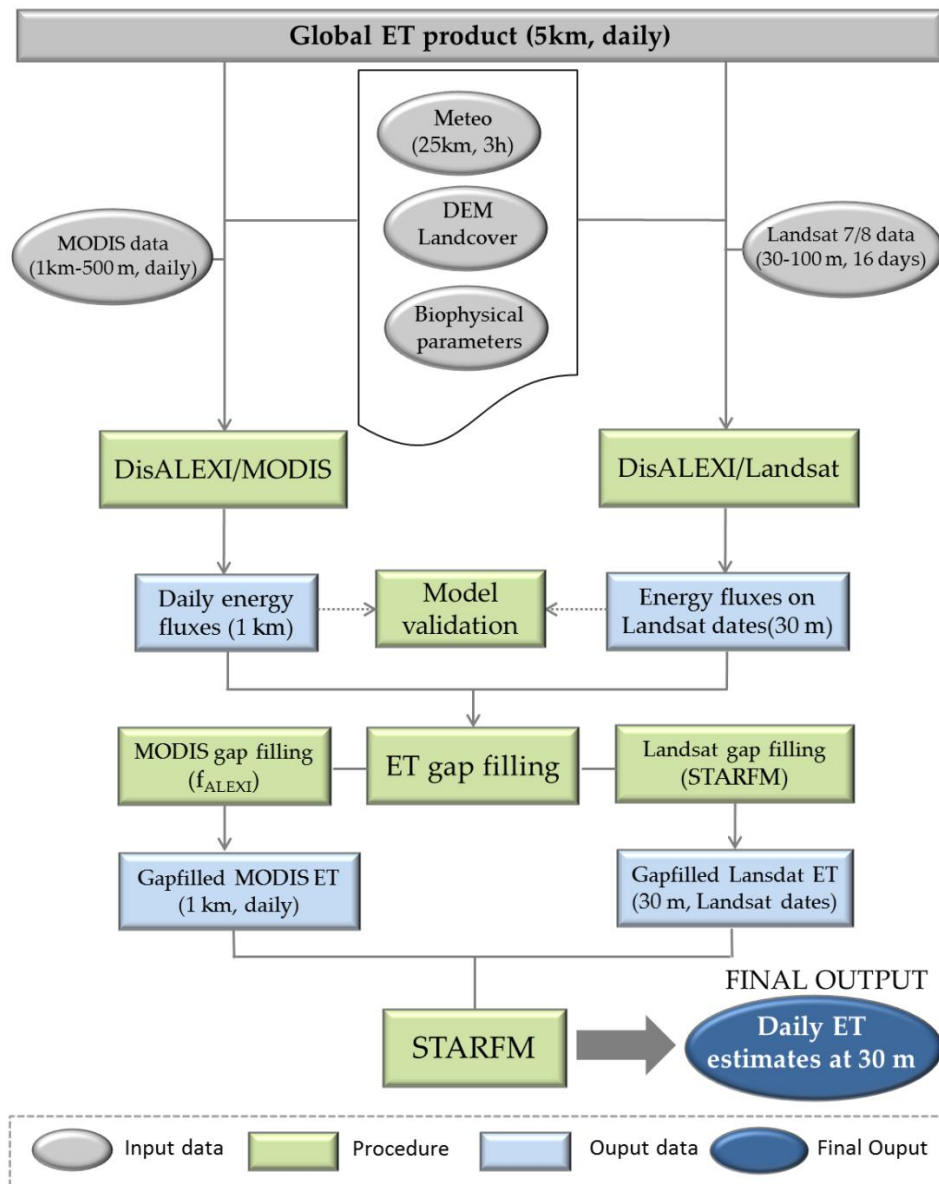 Global ET product (5km, daily)
Meteo
(25km, 3h)
DEM
Landcover
Biophysical
parameters
MODIS data
(1km-500 m, daily)
Landsat 7/8 data
(30-100 m, 16 days)
DisALEXI/MODIS
DisALEXI/Landsat
Daily energy
fluxes (1 km)
Model
validation
Energy fluxes on
Landsat dates(30 m)
MODIS gap filling
(fALEXI)
ET gap filling
Landsat gap filling
(STARFM)
Gapfilled MODIS ET
(1 km, daily)
Gapfilled Lansdat ET
(30 m, Landsat dates)
STARFM
FINAL OUTPUT
Daily ET
estimates at 30 m
Input data
Procedure
Ouput data
Final Ouput